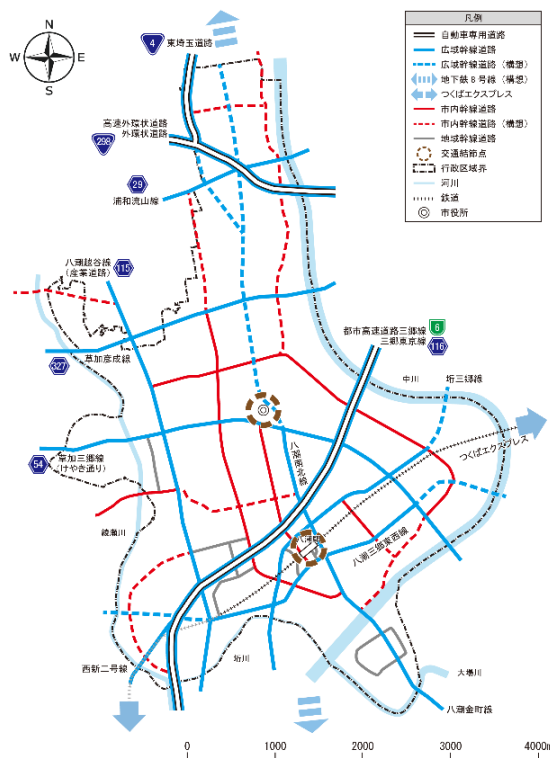 N
W
E
S
4
東埼玉道路
高速外環状道路
外環状道路
298
29
浦和流山線
八潮越谷線
(産業道路)
115
草加彦成線
327
54
草加三郷線
(けやき通り)
綾瀬川
西新二号線
垳川
都市高速道路三郷線
6
三郷東京線
116
中川
垳三郷線
つくばエクスプレス
八潮南北線
八潮駅
八潮三郷東西線
大場川
八潮金町線
凡例
自動車専用道路
広域幹線道路
広域幹線道路(構想)
地下鉄8号線(構想)
つくばエクスプレス
市内幹線道路
市内幹線道路(構想)
地域幹線道路
交通結節点
行政区域界
河川
鉄道
市役所
0
1000
2000
3000
4000m